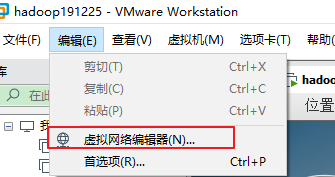 hadoop191225 - VMware Workstation
文件(F) 编辑(E) 查看(V) 虚拟机(M) 选项卡(T)
库
剪切(T) Ctrl+X
hadoo
在此
复制(C) Ctrl+C
位置
粘贴(P) Ctrl+V
虚拟网络编辑器(N)...
首选项(R)... Ctrl+P